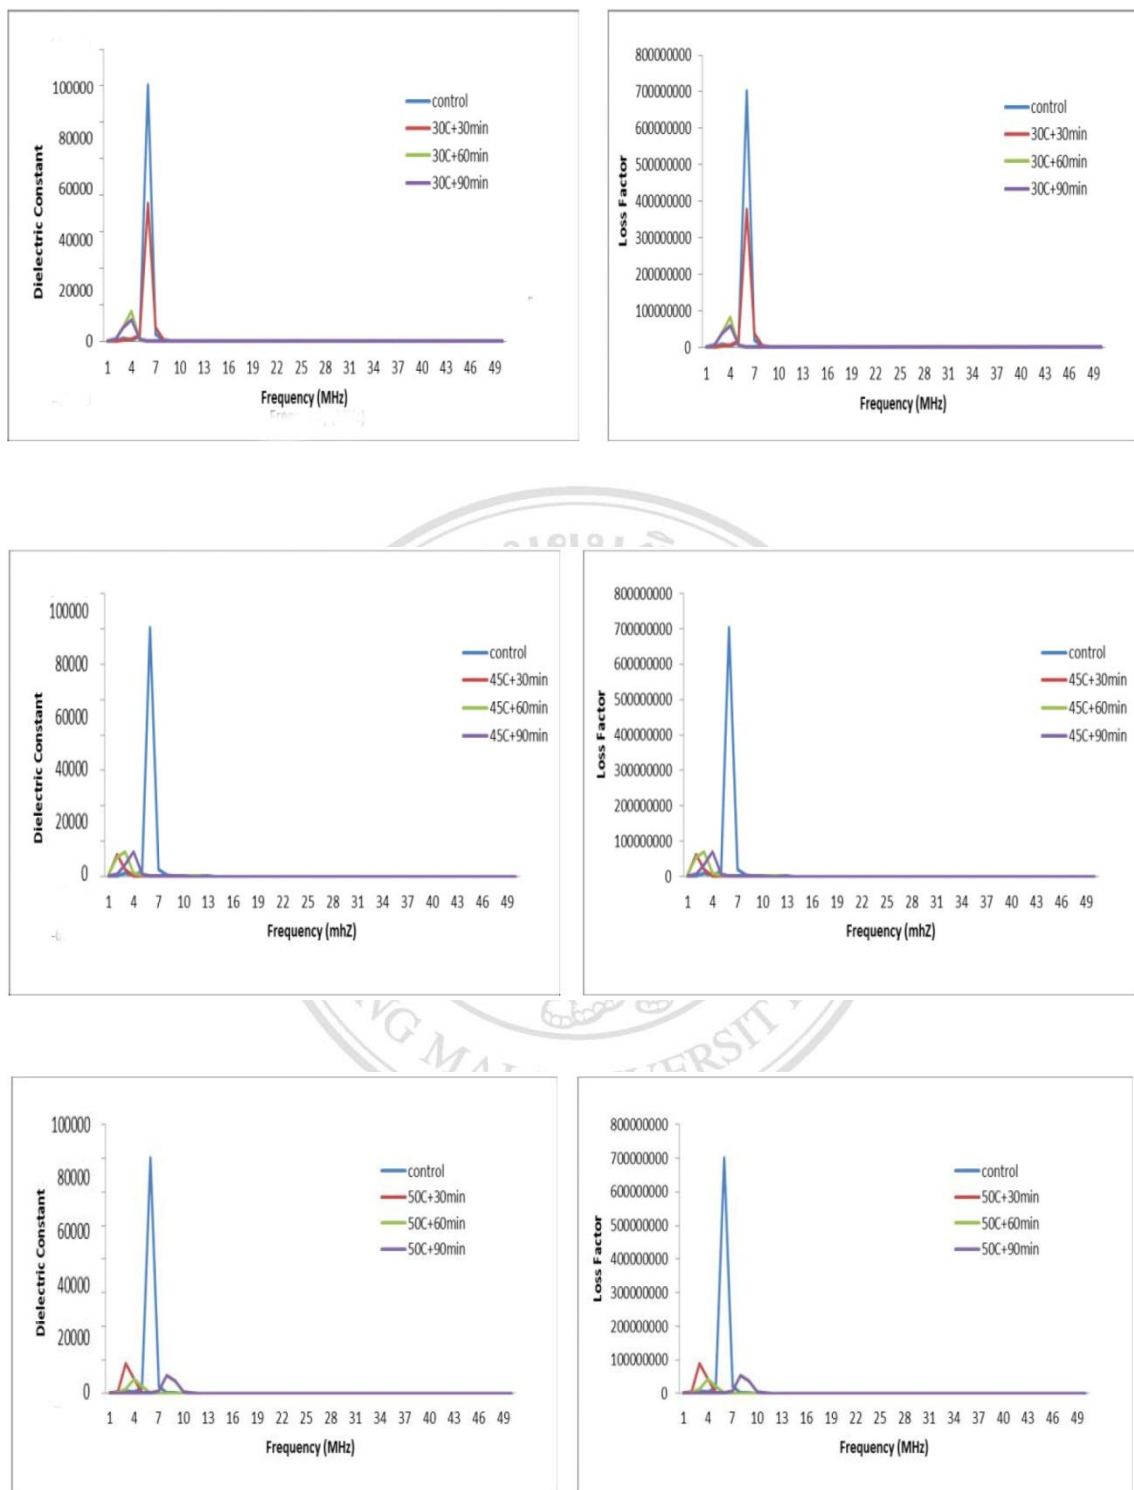 100000
80000
60000
40000
20000
0
Dielectric Constant
control
30C+30min
30C+60min
30C+90min
1 4 7 10 13 16 19 22 25 28 31 34 37 40 43 46 49
Frequency (MHz)
800000000
700000000
600000000
500000000
400000000
300000000
200000000
100000000
0
Loss Factor
control
30C+30min
30C+60min
30C+90min
1 4 7 10 13 16 19 22 25 28 31 34 37 40 43 46 49
Frequency (MHz)
100000
80000
60000
40000
20000
0
Dielectric Constant
control
45C+30min
45C+60min
45C+90min
1 4 7 10 13 16 19 22 25 28 31 34 37 40 43 46 49
Frequency (mhZ)
800000000
700000000
600000000
500000000
400000000
300000000
200000000
100000000
0
Loss Factor
control
45C+30min
45C+60min
45C+90min
1 4 7 10 13 16 19 22 25 28 31 34 37 40 43 46 49
Frequency (mhZ)
100000
80000
60000
40000
20000
0
Dielectric Constant
control
50C+30min
50C+60min
50C+90min
1 4 7 10 13 16 19 22 25 28 31 34 37 40 43 46 49
Frequency (MHz)
800000000
700000000
600000000
500000000
400000000
300000000
200000000
100000000
0
Loss Factor
control
50C+30min
50C+60min
50C+90min
1 4 7 10 13 16 19 22 25 28 31 34 37 40 43 46 49
Frequency (MHz)